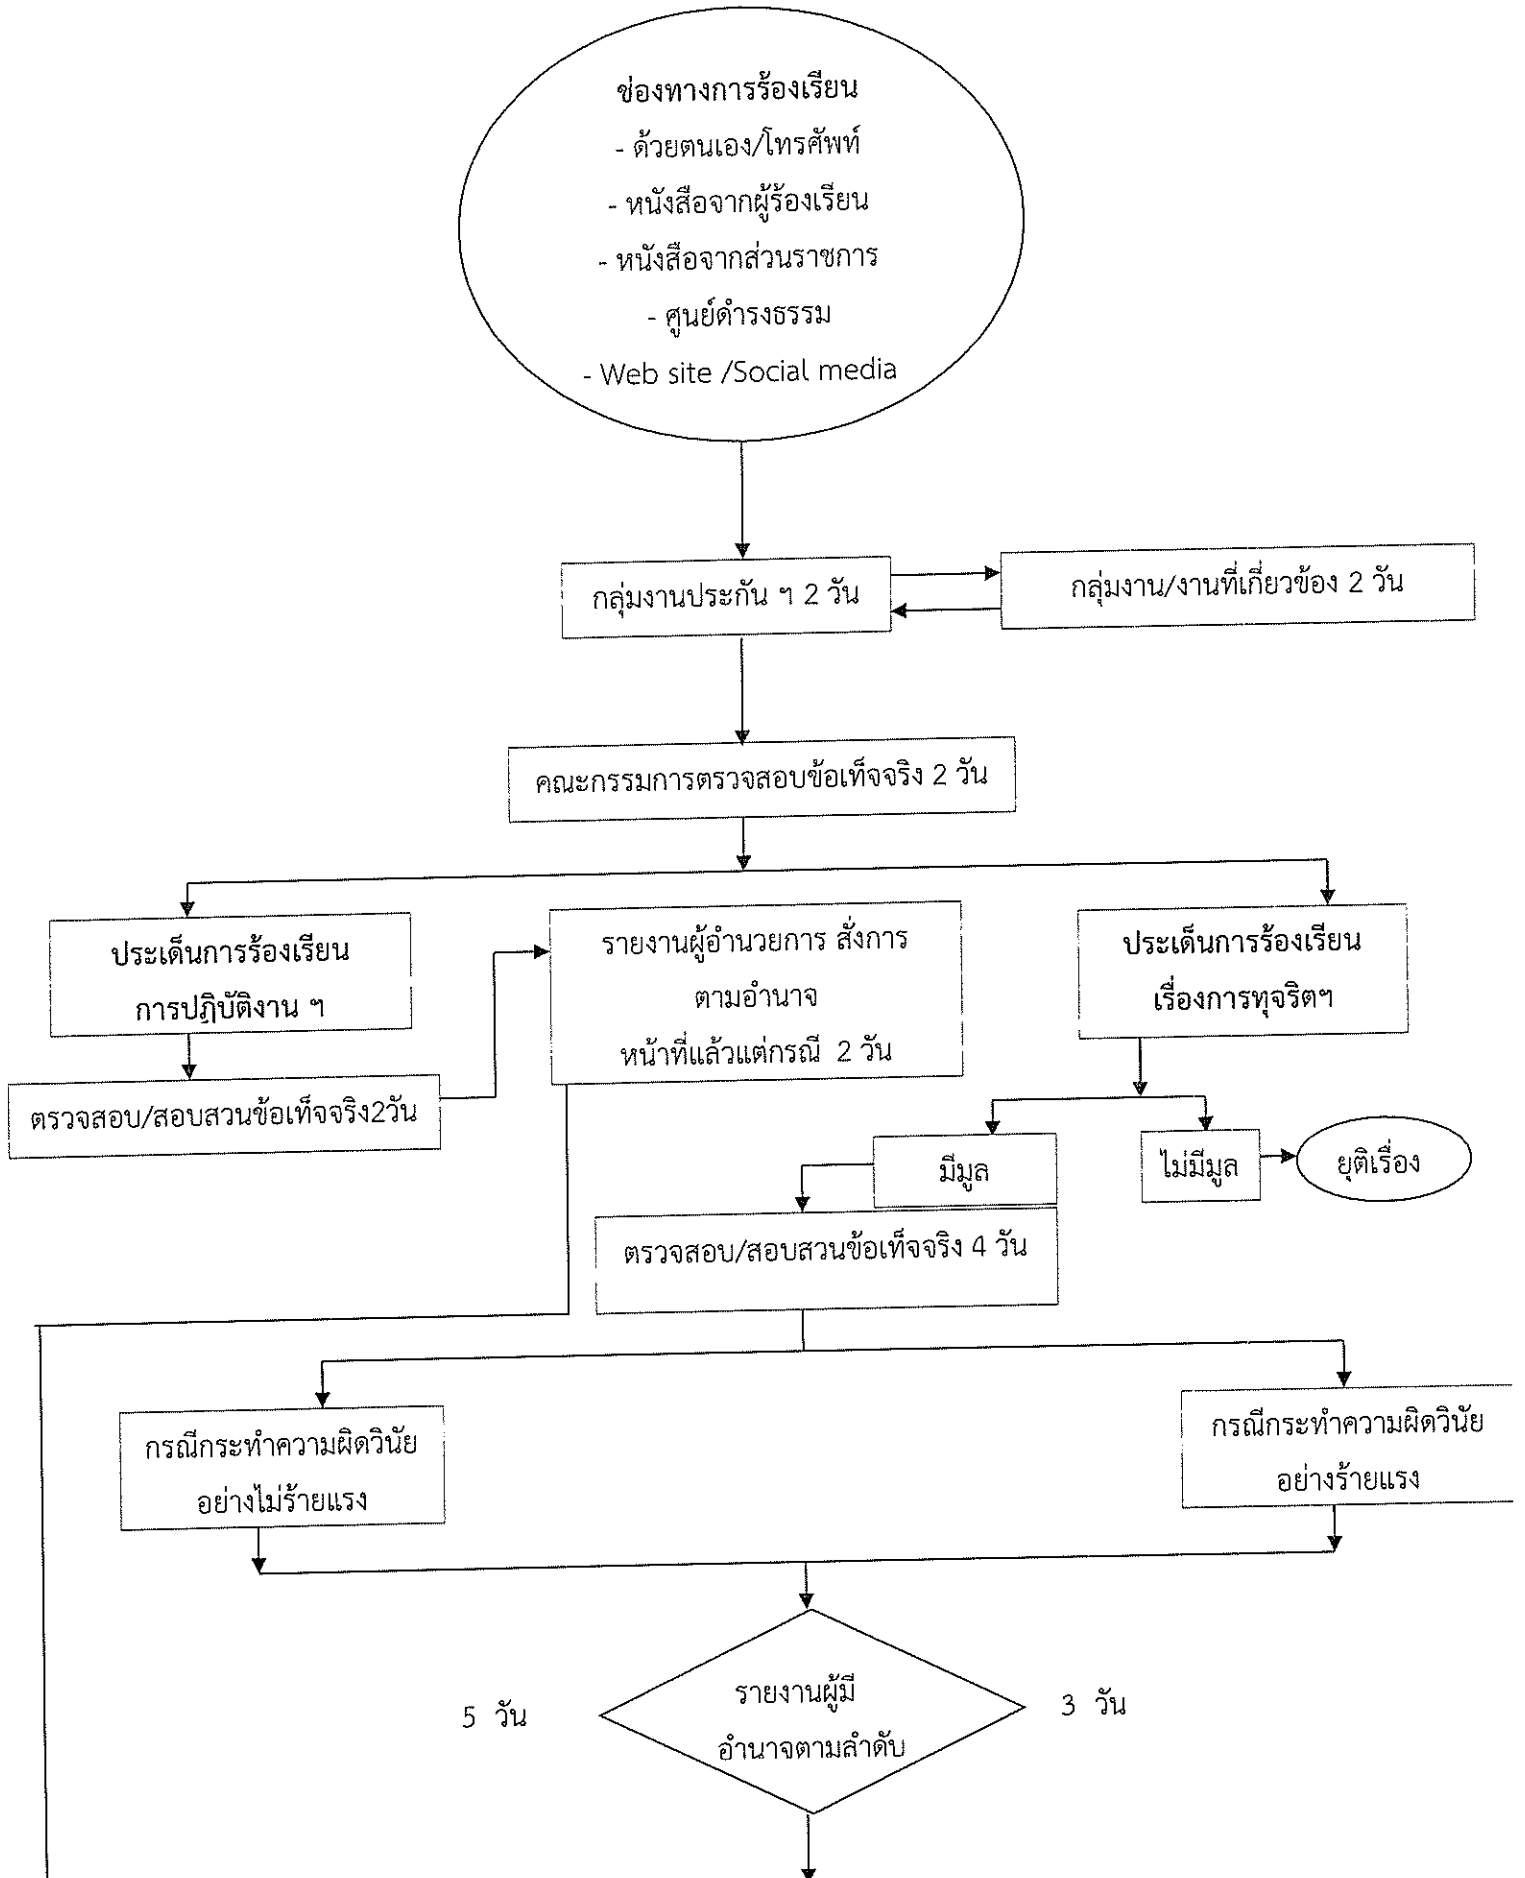 ช่องทางการร้องเรียน
- ด้วยตนเอง/โทรศัพท์
- หนังสือจากผู้ร้องเรียน
- หนังสือจากส่วนราชการ
- ศูนย์ดำรงธรรม
- Web site /Social media
กลุ่มงานประกัน ฯ 2 วัน
กลุ่มงาน/งานที่เกี่ยวข้อง 2 วัน
คณะกรรมการตรวจสอบข้อเท็จจริง 2 วัน
ประเด็นการร้องเรียน
การปฏิบัติงาน ฯ
รายงานผู้อำนวยการ สั่งการ
ตามอำนาจ
หน้าที่แล้วแต่กรณี 2 วัน
ประเด็นการร้องเรียน
เรื่องการทุจริตฯ
ตรวจสอบ/สอบสวนข้อเท็จจริง2วัน
มีมูล
ไม่มีมูล
ยุติเรื่อง
ตรวจสอบ/สอบสวนข้อเท็จจริง 4 วัน
กรณีกระทำความผิดวินัย
อย่างไม่ร้ายแรง
กรณีกระทำความผิดวินัย
อย่างร้ายแรง
5 วัน
รายงานผู้มี
อำนาจตามลำดับ
3 วัน